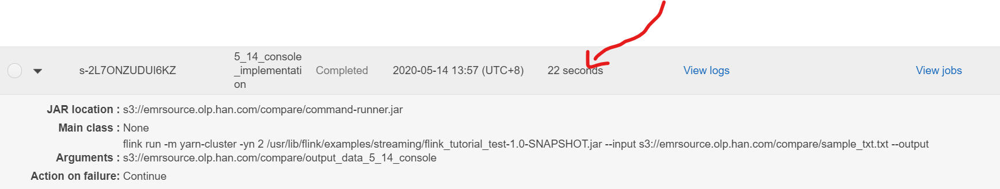 5_14_console
_implementati
on
s-2L7ONZUDUI6KZ
Completed
2020-05-14 13:57 (UTC+8)
22 seconds
View logs
View jobs
JAR location : s3://emrsource.olp.han.com/compare/command-runner.jar
Main class : None
flink run -m yarn-cluster -yn 2 /usr/lib/flink/examples/streaming/flink_tutorial_test-1.0-SNAPSHOT.jar --input s3://emrsource.olp.han.com/compare/sample_txt.txt --output
Arguments : s3://emrsource.olp.han.com/compare/output_data_5_14_console
Action on failure: Continue